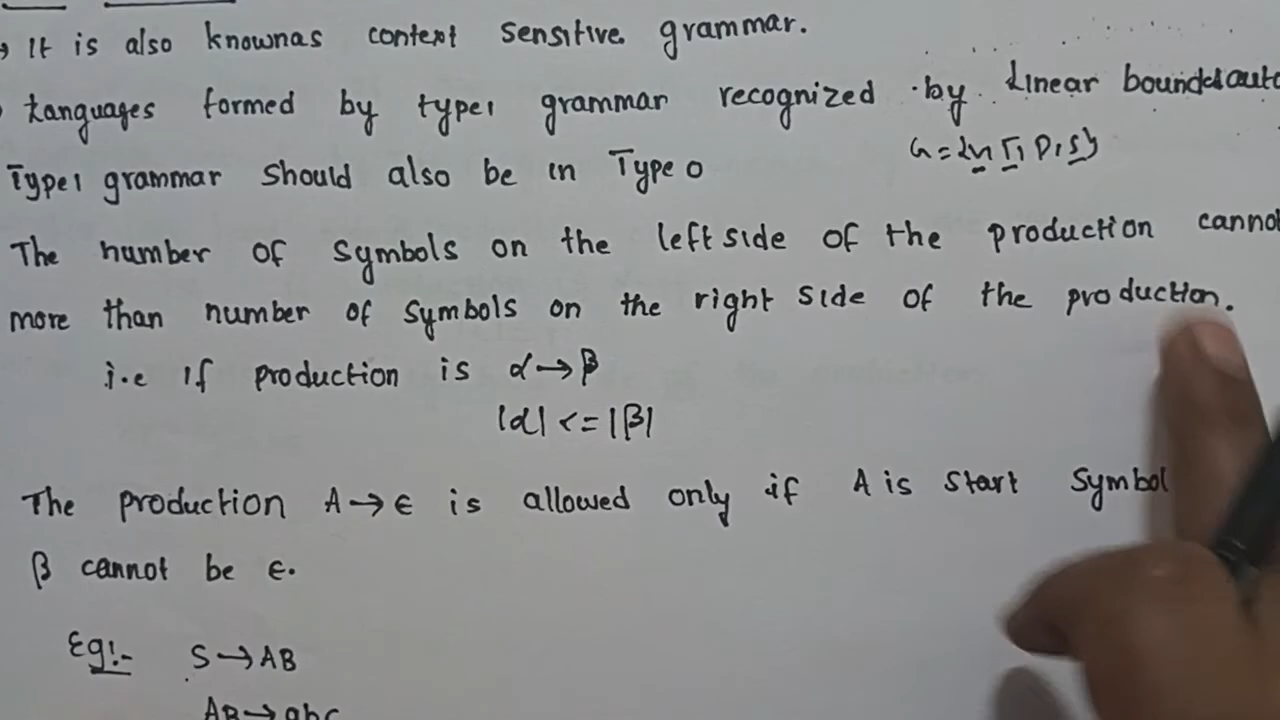 It is also knownas context sensitive grammar.
Languages formed by type1 grammar recognized by Linear
Type1 grammar should also be in Type 0
The number of symbols on the left side of the production
more than number of symbols on the right side of the production.
i.e if production is α→β
|α| <= |β|
The production A→ϵ is allowed only if A is start symbol
β cannot be ϵ.
Eg:-
S→AB
AB→abc